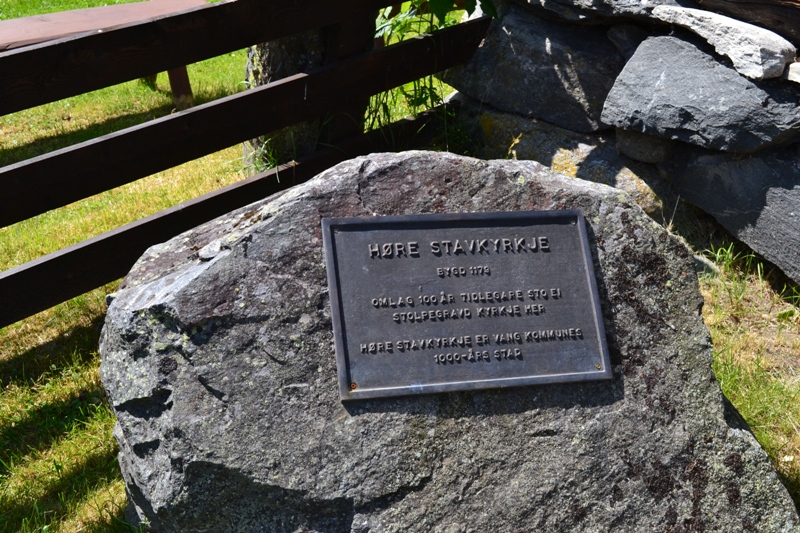 HØRE STAVKYRKJE
BYGD 1179
OMLAG 100 ÅR TIDLEGARE STO EI
STOLPEGRAVD KYRKJE HER
HØRE STAVKYRKJE ER VANG KOMMUNES
1000-ÅRS STAD